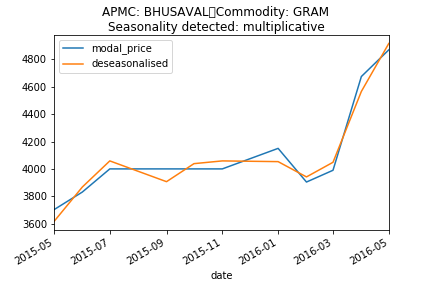 APMC: BHUSAVAL▯Commodity: GRAM
Seasonality detected: multiplicative
modal_price
deseasonalised
4800
4600
4400
4200
4000
3800
3600
2015-05
2015-07
2015-09
2015-11
2016-01
2016-03
2016-05
date